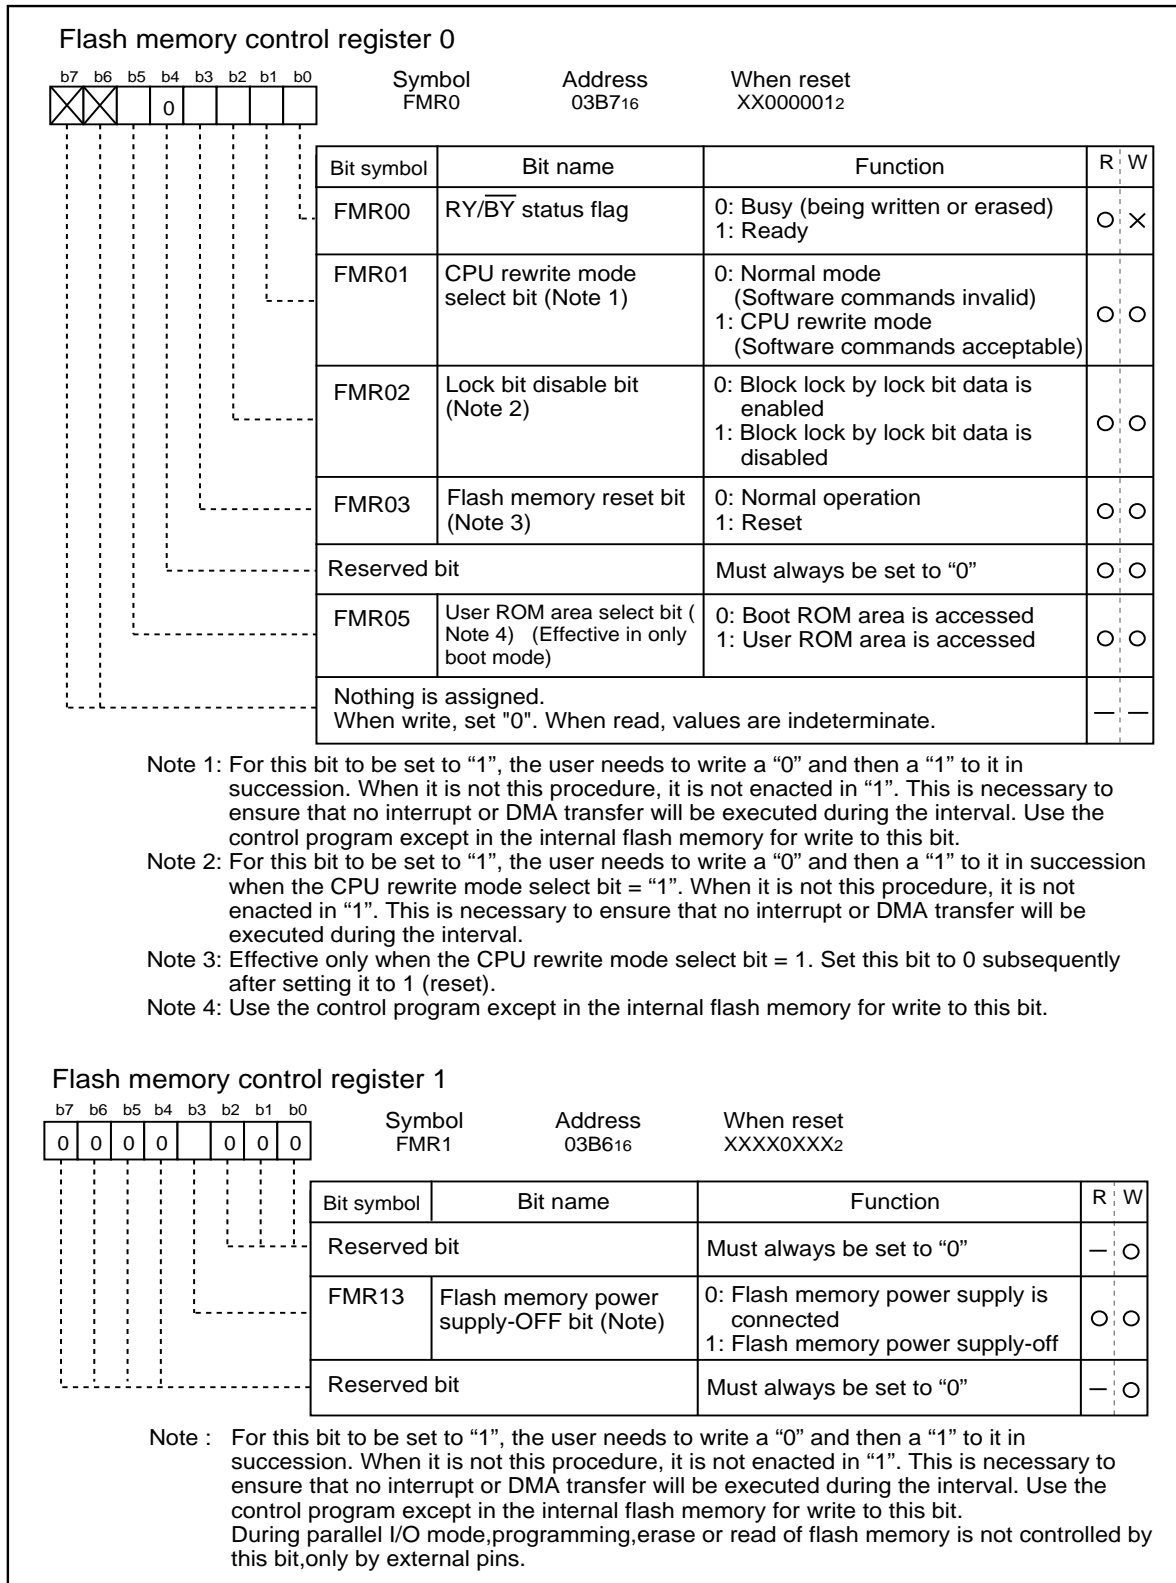 Flash memory control register 0
b7 b6 b5 b4 b3 b2 b1 b0
Symbol Address When reset
FMR0 03B716 XX0000012
0
Bit symbol Bit name Function R W
FMR00 RY/BY status flag 0: Busy (being written or erased)
1: Ready
FMR01 CPU rewrite mode 0: Normal mode
select bit (Note 1) (Software commands invalid)
1: CPU rewrite mode
(Software commands acceptable)
FMR02 Lock bit disable bit 0: Block lock by lock bit data is
(Note 2) enabled
1: Block lock by lock bit data is
disabled
FMR03 Flash memory reset bit 0: Normal operation
(Note 3) 1: Reset
Reserved bit Must always be set to “0”
FMR05 User ROM area select bit ( 0: Boot ROM area is accessed
Note 4) (Effective in only 1: User ROM area is accessed
boot mode)
Nothing is assigned.
When write, set "0". When read, values are indeterminate.
Note 1: For this bit to be set to “1”, the user needs to write a “0” and then a “1” to it in
succession. When it is not this procedure, it is not enacted in “1”. This is necessary to
ensure that no interrupt or DMA transfer will be executed during the interval. Use the
control program except in the internal flash memory for write to this bit.
Note 2: For this bit to be set to “1”, the user needs to write a “0” and then a “1” to it in succession
when the CPU rewrite mode select bit = “1”. When it is not this procedure, it is not
enacted in “1”. This is necessary to ensure that no interrupt or DMA transfer will be
executed during the interval.
Note 3: Effective only when the CPU rewrite mode select bit = 1. Set this bit to 0 subsequently
after setting it to 1 (reset).
Note 4: Use the control program except in the internal flash memory for write to this bit.
Flash memory control register 1
b7 b6 b5 b4 b3 b2 b1 b0
Symbol Address When reset
0 0 0 0 0 0 0
FMR1 03B616 XXXX0XXX2
Bit symbol Bit name Function R W
Reserved bit Must always be set to “0”
FMR13 Flash memory power 0: Flash memory power supply is
supply-OFF bit (Note) connected
1: Flash memory power supply-off
Reserved bit Must always be set to “0”
Note : For this bit to be set to “1”, the user needs to write a “0” and then a “1” to it in
succession. When it is not this procedure, it is not enacted in “1”. This is necessary to
ensure that no interrupt or DMA transfer will be executed during the interval. Use the
control program except in the internal flash memory for write to this bit.
During parallel I/O mode,programming,erase or read of flash memory is not controlled by
this bit,only by external pins.